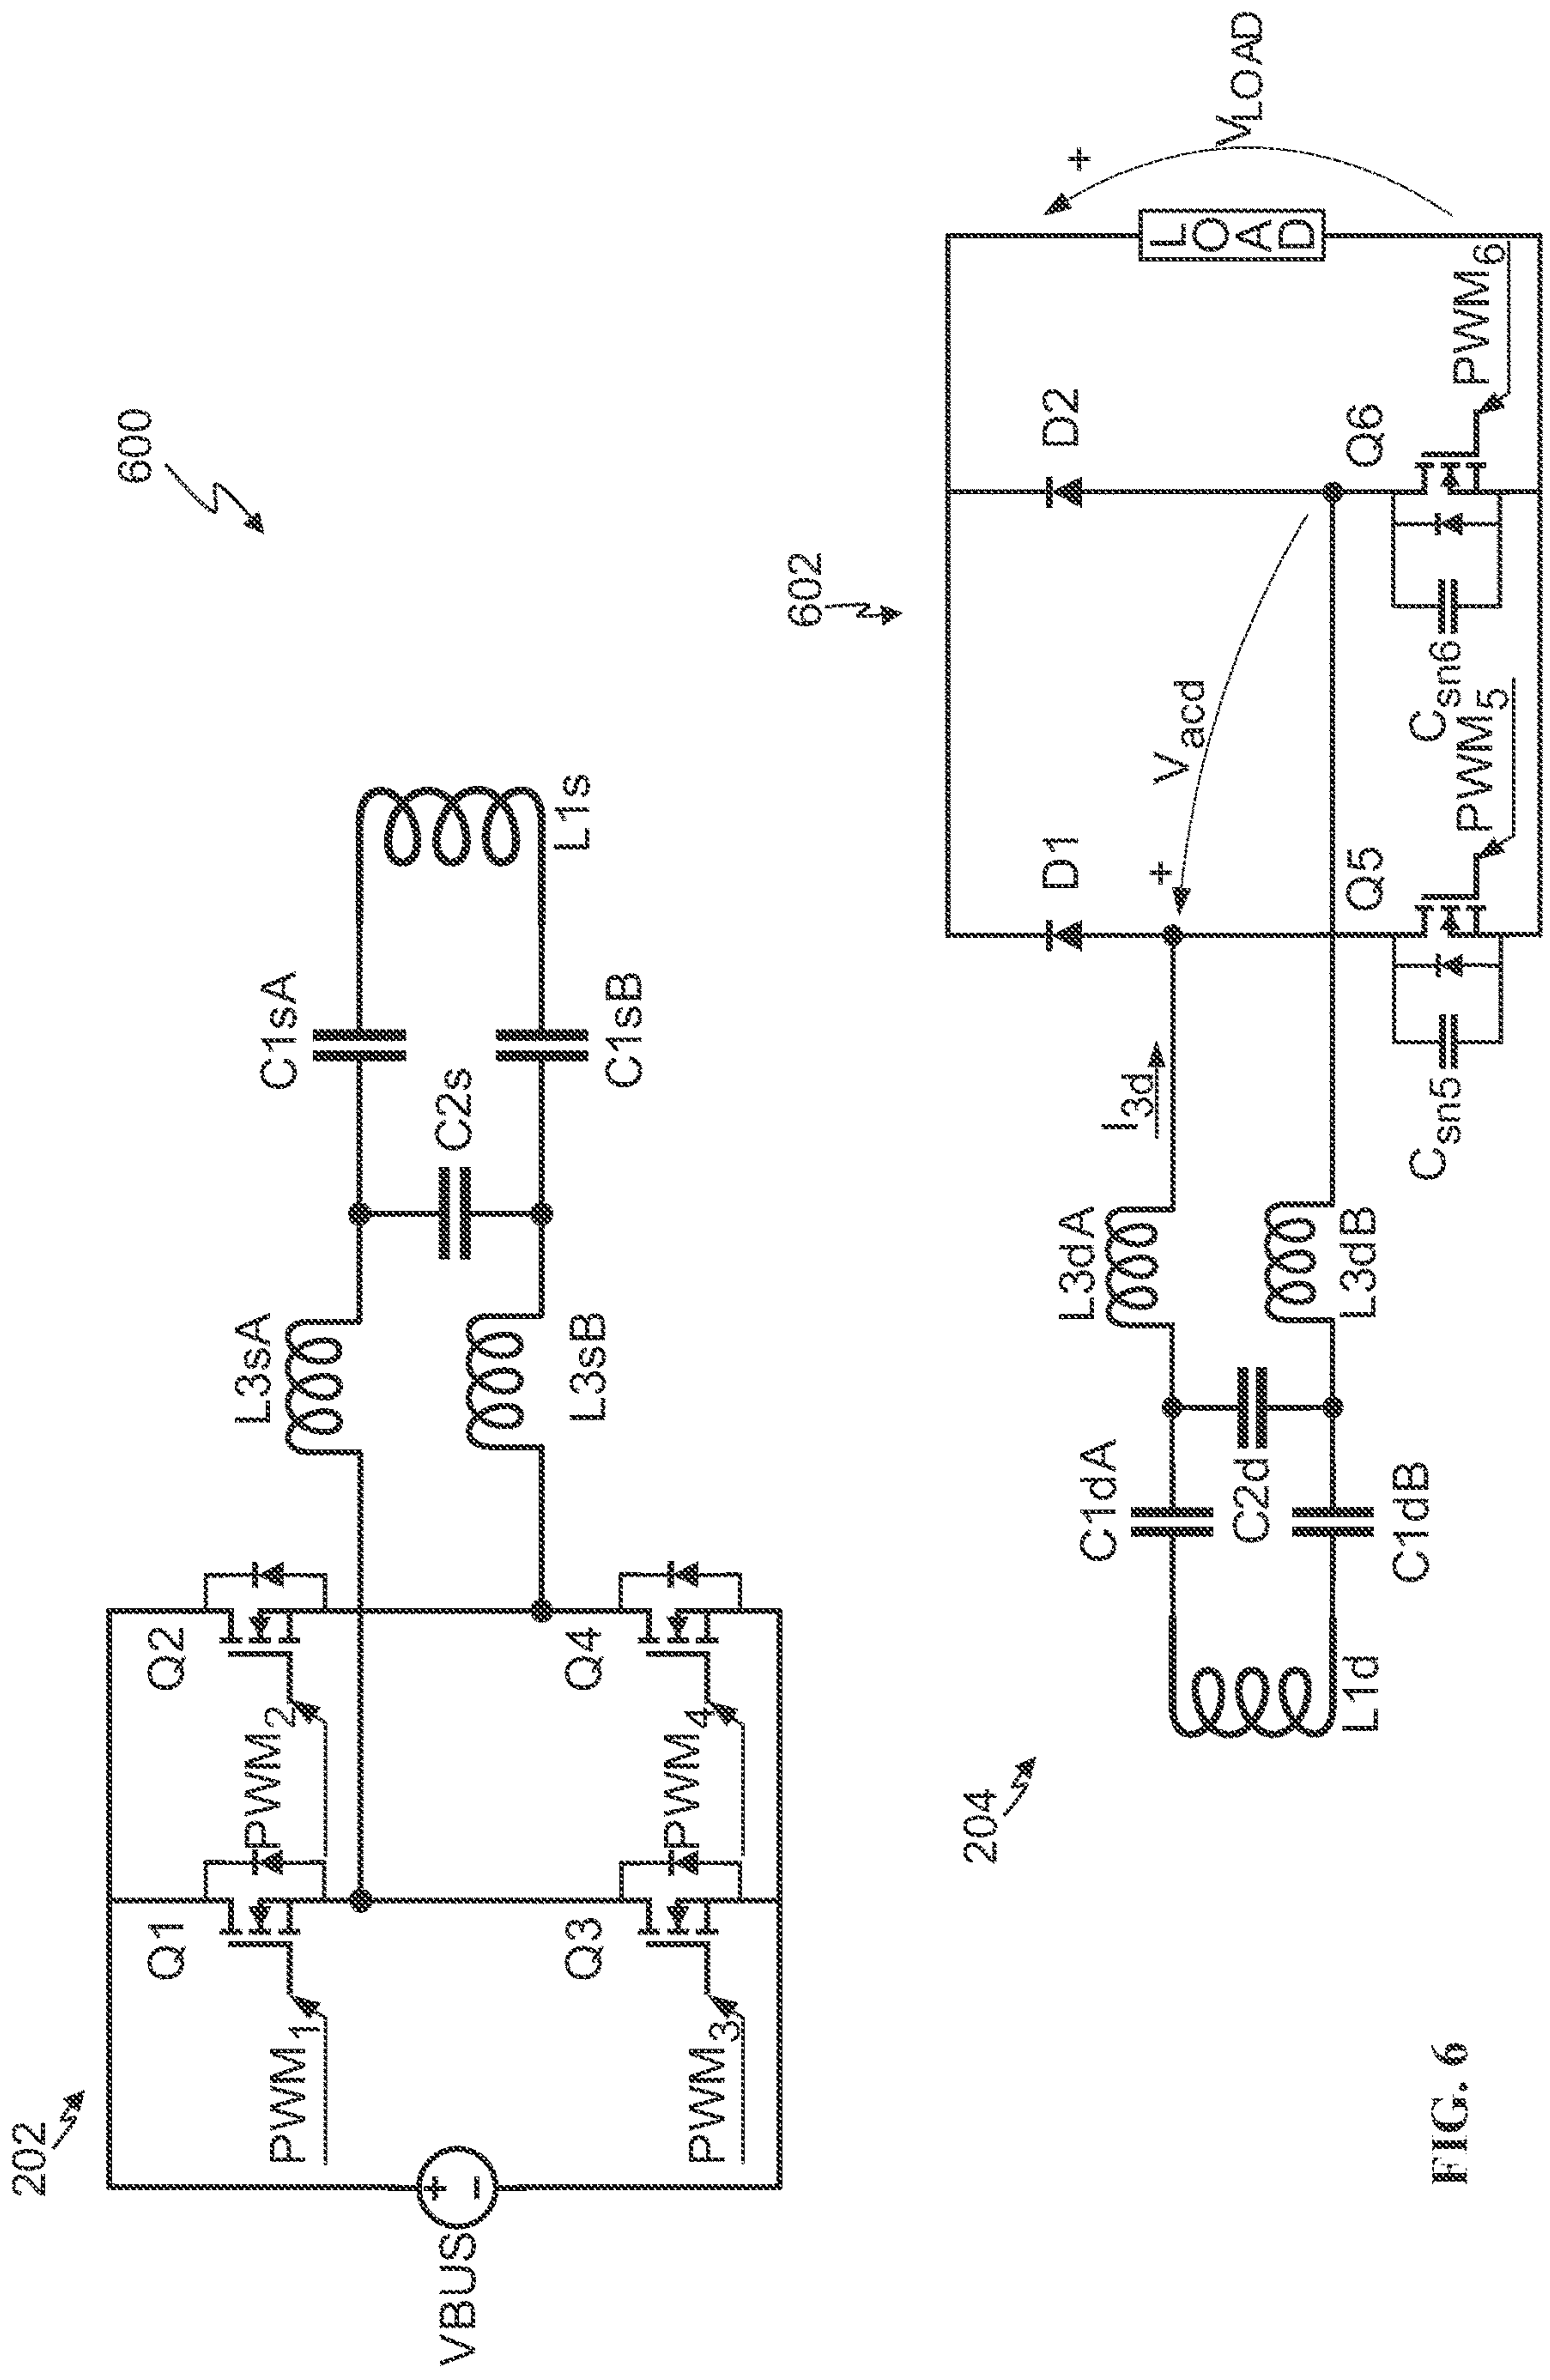 600
202
Q1
Q2
PWM1
PWM2
VBUS
+
−
Q3
Q4
PWM3
PWM4
L3sA
L3sB
C2s
C1sA
C1sB
L1s
602
204
L1d
C1dA
C1dB
C2d
L3dA
L3dB
I3d
D1
D2
+
Vacd
Q5
Q6
Csn5
PWM5
Csn6
PWM6
LOAD
+
VLOAD
FIG. 6